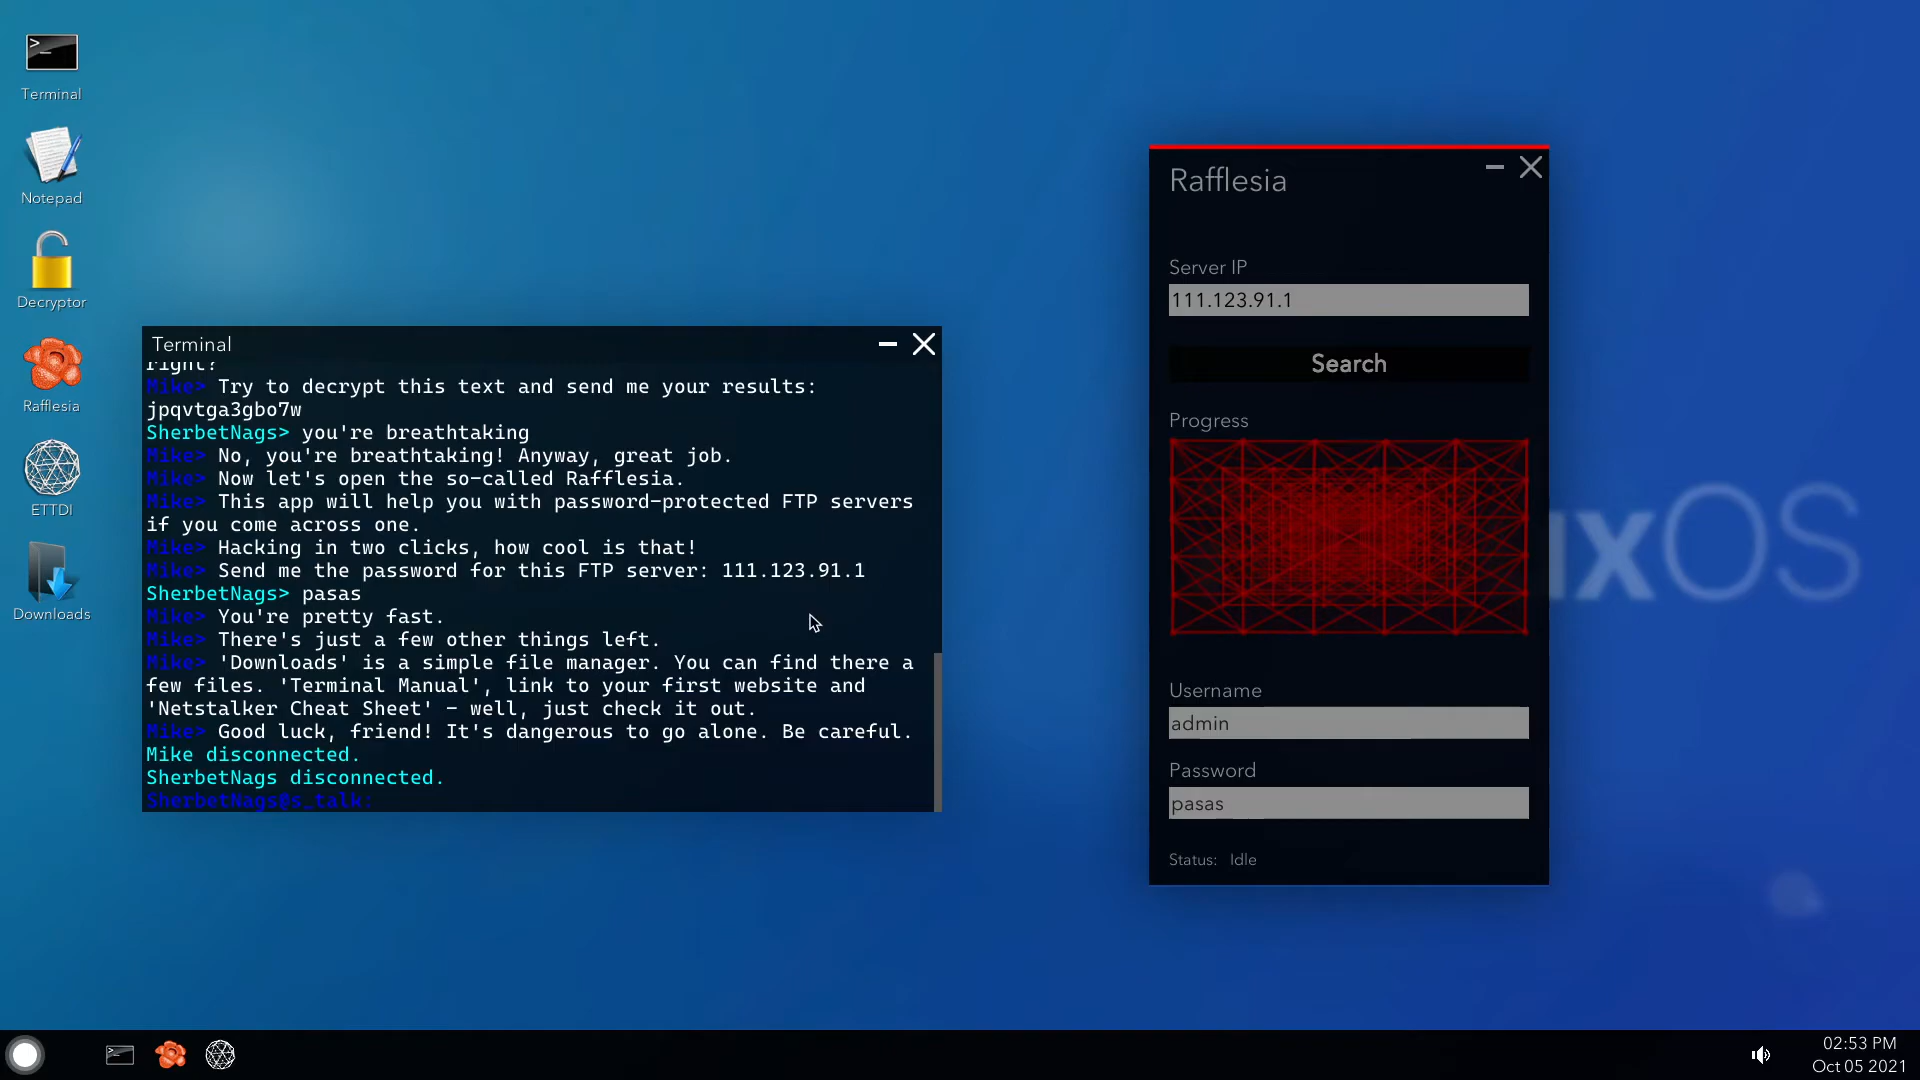 Terminal
Notepad
Decryptor
Rafflesia
ETTDI
Downloads
Terminal
right?
Mike> Try to decrypt this text and send me your results:
jpqvtga3gbo7w
SherbetNags> you're breathtaking
Mike> No, you're breathtaking! Anyway, great job.
Mike> Now let's open the so-called Rafflesia.
Mike> This app will help you with password-protected FTP servers
if you come across one.
Mike> Hacking in two clicks, how cool is that!
Mike> Send me the password for this FTP server: 111.123.91.1
SherbetNags> pasas
Mike> You're pretty fast.
Mike> There's just a few other things left.
Mike> 'Downloads' is a simple file manager. You can find there a
few files. 'Terminal Manual', link to your first website and
'Netstalker Cheat Sheet' - well, just check it out.
Mike> Good luck, friend! It's dangerous to go alone. Be careful.
Mike disconnected.
SherbetNags disconnected.
SherbetNags@s_talk:
Rafflesia
Server IP
111.123.91.1
Search
Progress
Username
admin
Password
pasas
Status: Idle
ixOS
02:53 PM
Oct 05 2021